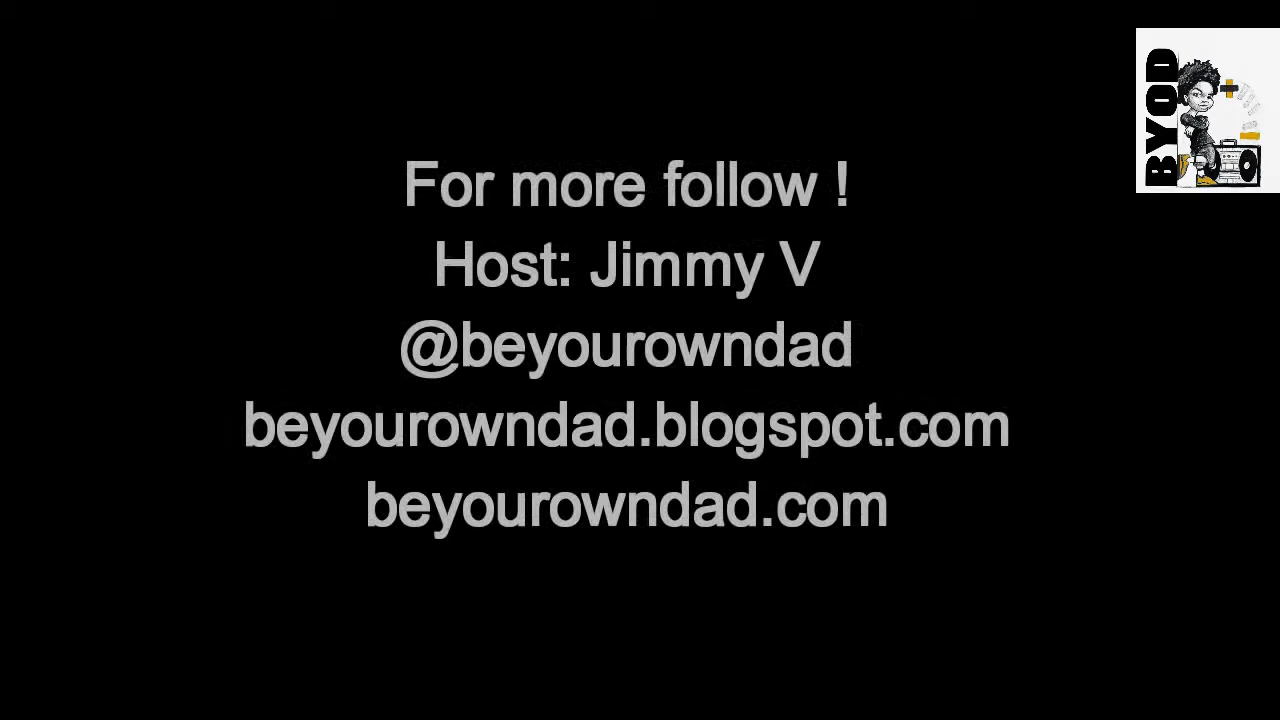 For more follow !
Host: Jimmy V
@beyourowndad
beyourowndad.blogspot.com
beyourowndad.com
BYOD